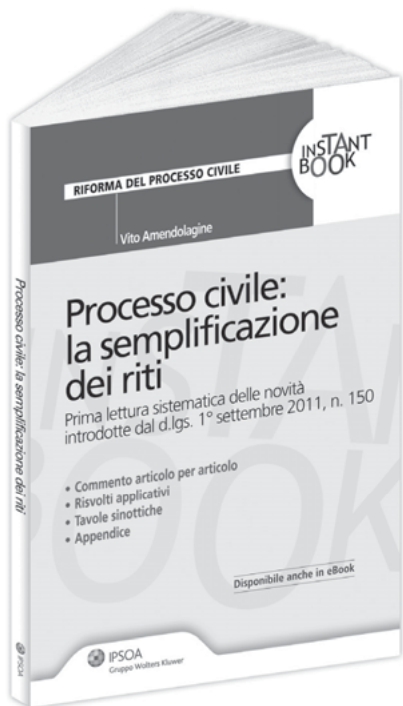 RIFORMA DEL PROCESSO CIVILE
INSTANT
BOOK
Vito Amendolagine
Processo civile:
la semplificazione
dei riti
Prima lettura sistematica delle novità
introdotte dal d.lgs. 1° settembre 2011, n. 150
• Commento articolo per articolo
• Risvolti applicativi
• Tavole sinottiche
• Appendice
Disponibile anche in eBook
IPSOA
Gruppo Wolters Kluwer
Processo civile: la semplificazione dei riti
IPSOA
INSTANT
BOOK